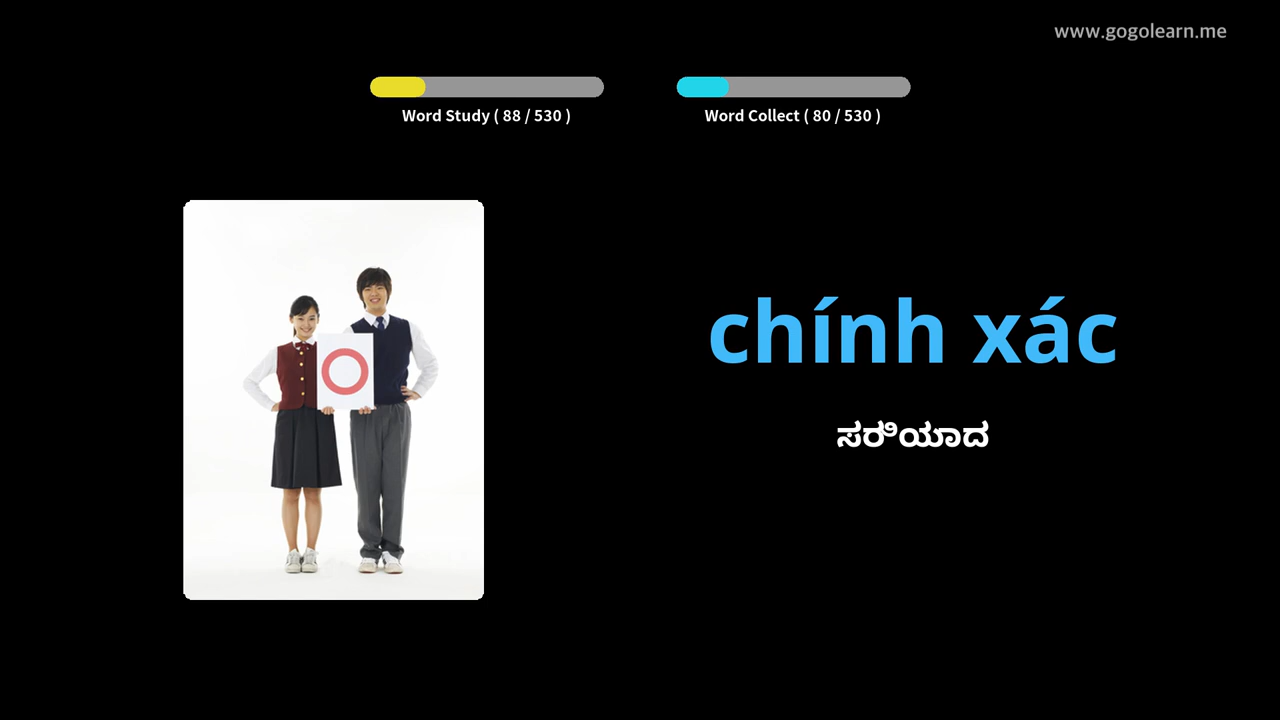 www.gogolearn.me
Word Study ( 88 / 530 )
Word Collect ( 80 / 530 )
chính xác
ಸರಿಯಾದ